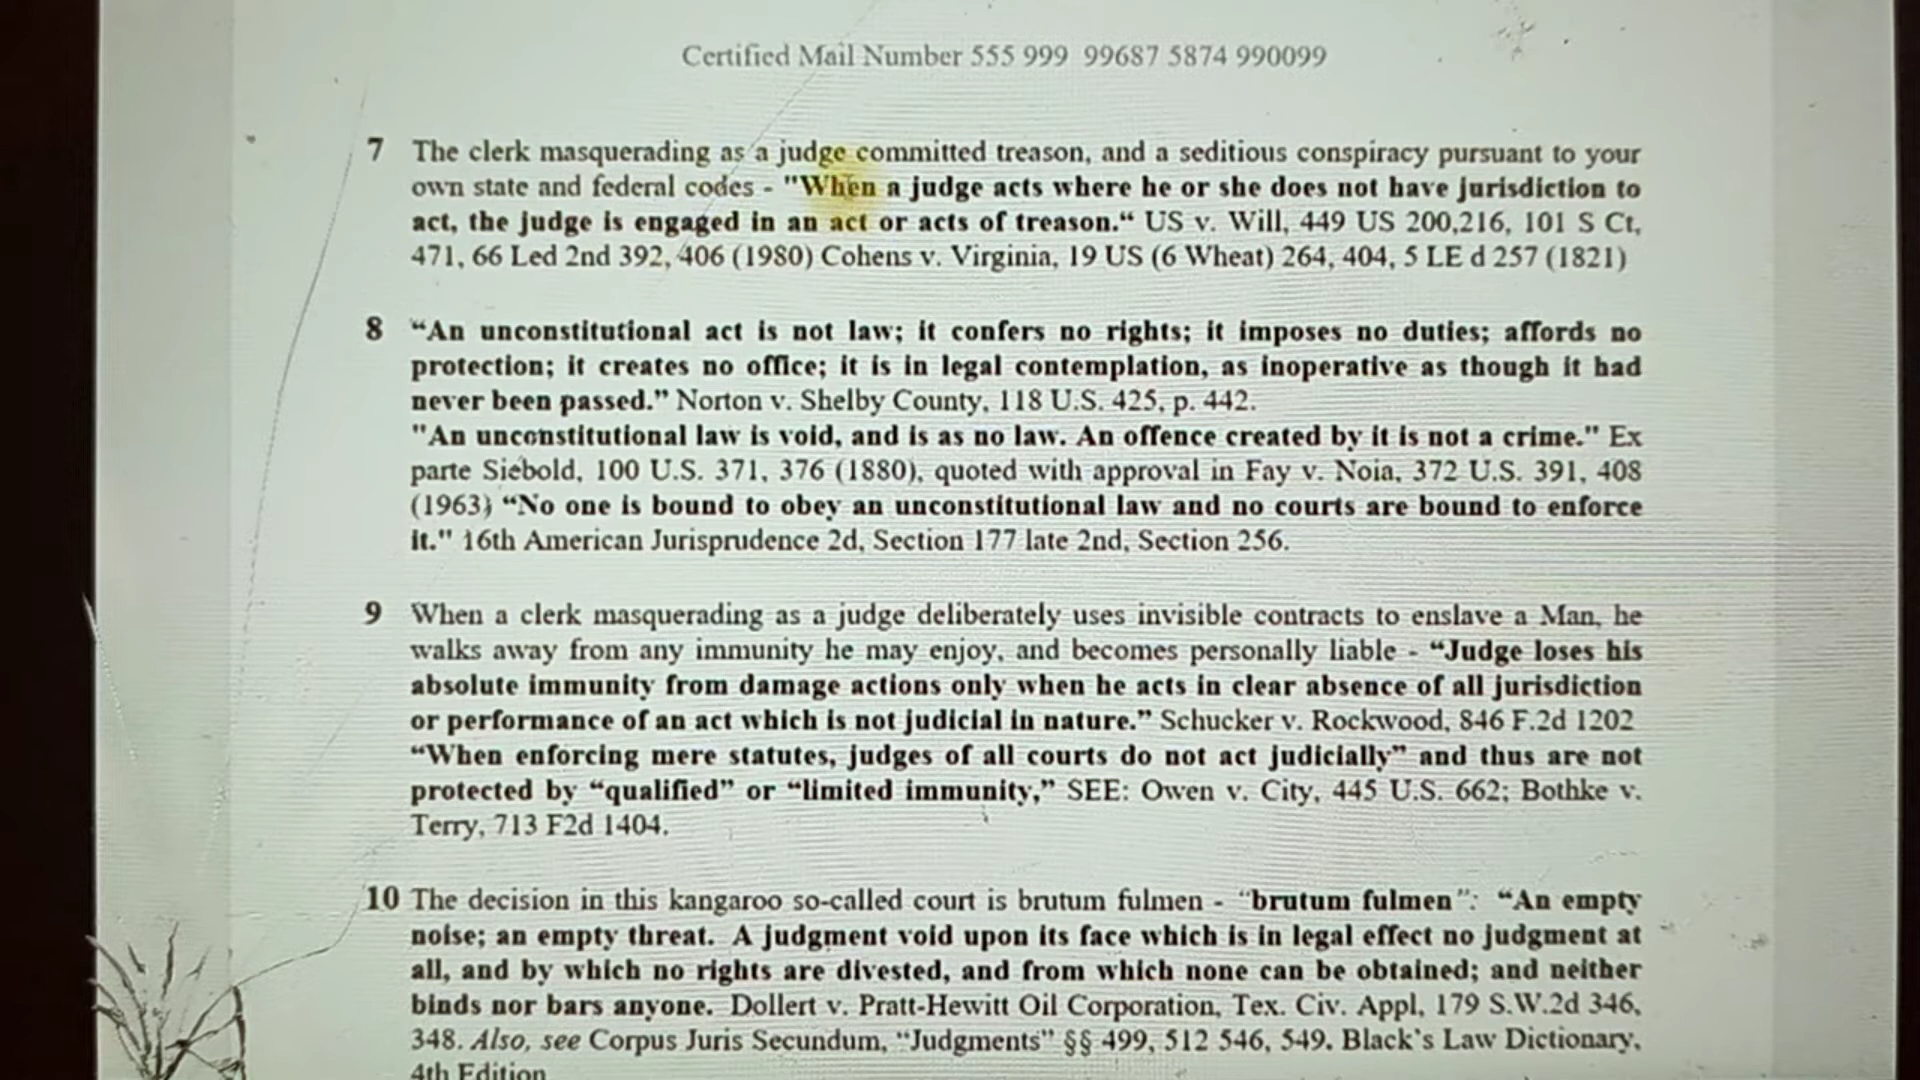 Certified Mail Number 555 999 99687 5874 990099
7 The clerk masquerading as a judge committed treason, and a seditious conspiracy pursuant to your
own state and federal codes - "When a judge acts where he or she does not have jurisdiction to
act, the judge is engaged in an act or acts of treason.“ US v. Will, 449 US 200,216, 101 S Ct,
471, 66 Led 2nd 392, 406 (1980) Cohens v. Virginia, 19 US (6 Wheat) 264, 404, 5 LE d 257 (1821)
8 “An unconstitutional act is not law; it confers no rights; it imposes no duties; affords no
protection; it creates no office; it is in legal contemplation, as inoperative as though it had
never been passed.” Norton v. Shelby County, 118 U.S. 425, p. 442.
"An unconstitutional law is void, and is as no law. An offence created by it is not a crime." Ex
parte Siebold, 100 U.S. 371, 376 (1880), quoted with approval in Fay v. Noia, 372 U.S. 391, 408
(1963) “No one is bound to obey an unconstitutional law and no courts are bound to enforce
it." 16th American Jurisprudence 2d, Section 177 late 2nd, Section 256.
9 When a clerk masquerading as a judge deliberately uses invisible contracts to enslave a Man, he
walks away from any immunity he may enjoy, and becomes personally liable - “Judge loses his
absolute immunity from damage actions only when he acts in clear absence of all jurisdiction
or performance of an act which is not judicial in nature.” Schucker v. Rockwood, 846 F.2d 1202
“When enforcing mere statutes, judges of all courts do not act judicially” and thus are not
protected by “qualified” or “limited immunity,” SEE: Owen v. City, 445 U.S. 662; Bothke v.
Terry, 713 F2d 1404.
10 The decision in this kangaroo so-called court is brutum fulmen - “brutum fulmen”: “An empty
noise; an empty threat. A judgment void upon its face which is in legal effect no judgment at
all, and by which no rights are divested, and from which none can be obtained; and neither
binds nor bars anyone. Dollert v. Pratt-Hewitt Oil Corporation, Tex. Civ. Appl, 179 S.W.2d 346,
348. Also, see Corpus Juris Secundum, “Judgments” §§ 499, 512 546, 549. Black’s Law Dictionary,
4th Edition